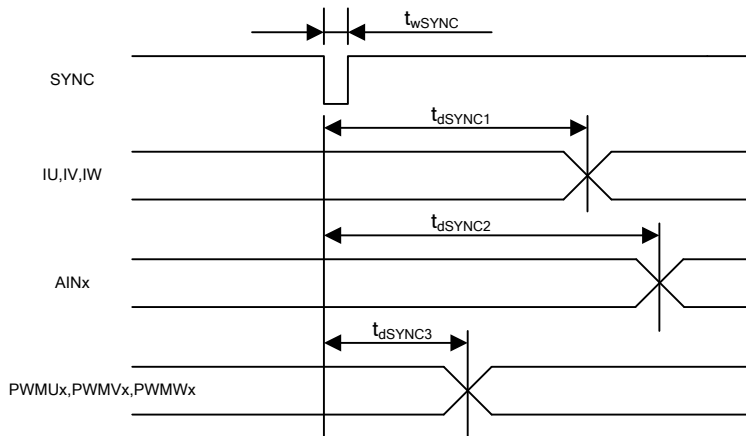 twSYNC
SYNC
tdSYNC1
IU,IV,IW
tdSYNC2
AINx
tdSYNC3
PWMUx,PWMVx,PWMWx